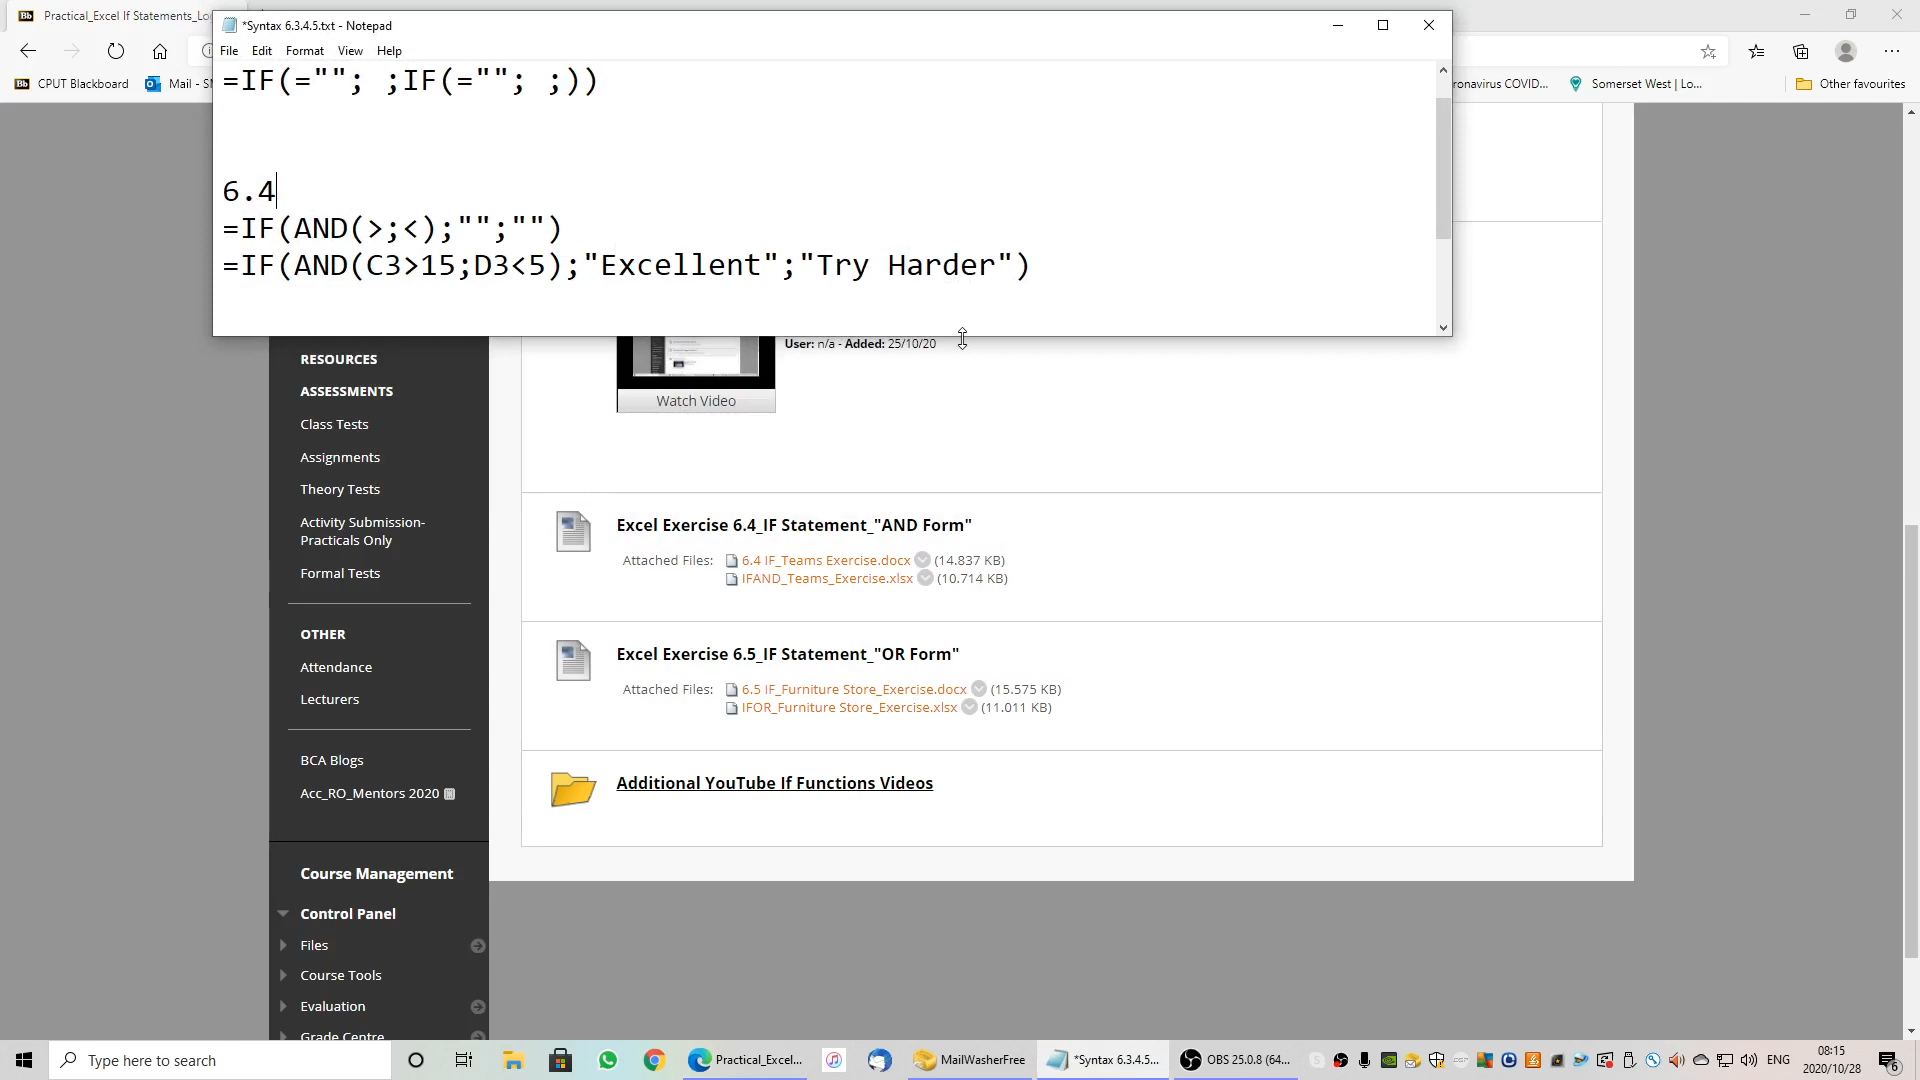 Practical_Excel If Statements_Lo
*Syntax 6.3.4.5.txt - Notepad
File Edit Format View Help
CPUT Blackboard
Mail - S
ronavirus COVID...
Somerset West | Lo...
Other favourites
=IF(=""; ;IF(=""; ;))
6.4
=IF(AND(>;<);"";"")
=IF(AND(C3>15;D3<5);"Excellent";"Try Harder")
User: n/a - Added: 25/10/20
Watch Video
RESOURCES
ASSESSMENTS
Class Tests
Assignments
Theory Tests
Activity Submission-
Practicals Only
Formal Tests
OTHER
Attendance
Lecturers
BCA Blogs
Acc_RO_Mentors 2020
Course Management
Control Panel
Files
Course Tools
Evaluation
Grade Centre
Excel Exercise 6.4_IF Statement_"AND Form"
Attached Files: 6.4 IF_Teams Exercise.docx (14.837 KB)
IFAND_Teams_Exercise.xlsx (10.714 KB)
Excel Exercise 6.5_IF Statement_"OR Form"
Attached Files: 6.5 IF_Furniture Store_Exercise.docx (15.575 KB)
IFOR_Furniture Store_Exercise.xlsx (11.011 KB)
Additional YouTube If Functions Videos
Type here to search
Practical_Excel...
MailWasherFree
*Syntax 6.3.4.5...
OBS 25.0.8 (64...
ENG
08:15
2020/10/28
6